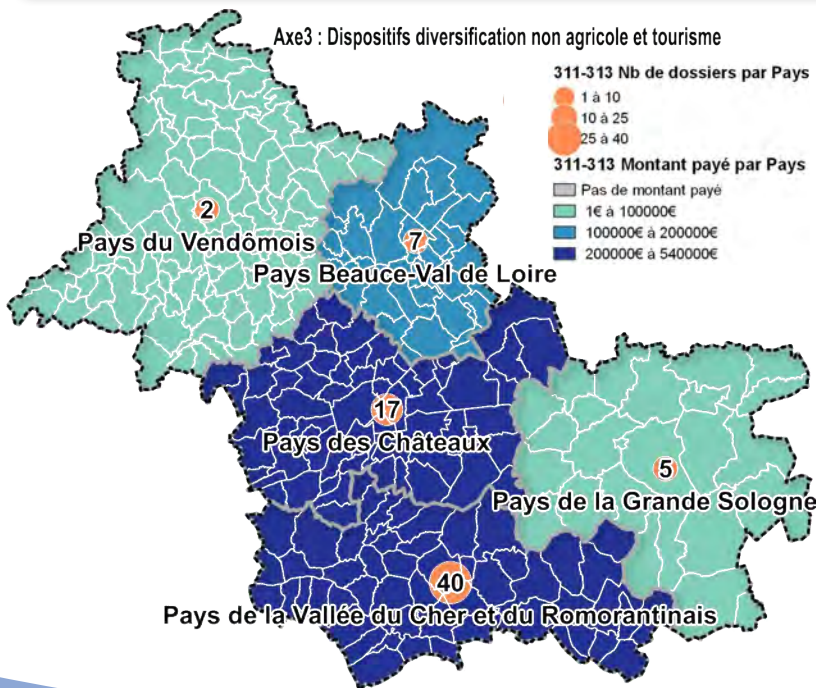 Axe3 : Dispositifs diversification non agricole et tourisme
311-313 Nb de dossiers par Pays
1 à 10
10 à 25
25 à 40
311-313 Montant payé par Pays
Pas de montant payé
1€ à 100000€
100000€ à 200000€
200000€ à 540000€
2
Pays du Vendômois
7
Pays Beauce-Val de Loire
17
Pays des Châteaux
5
Pays de la Grande Sologne
40
Pays de la Vallée du Cher et du Romorantinais